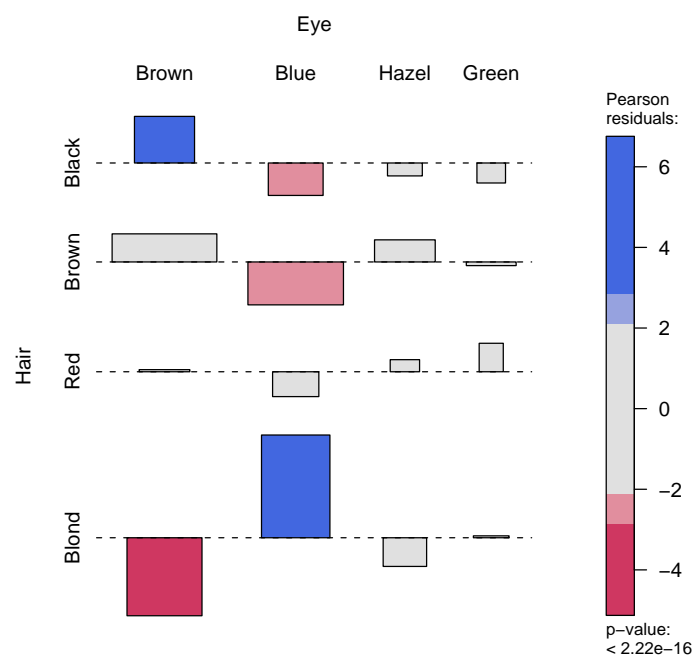 Eye
Brown Blue Hazel Green
Hair
Black
Brown
Red
Blond
Pearson
residuals:
6
4
2
0
−2
−4
p−value:
< 2.22e−16